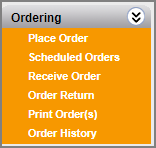 Ordering
Place Order
Scheduled Orders
Receive Order
Order Return
Print Order(s)
Order History